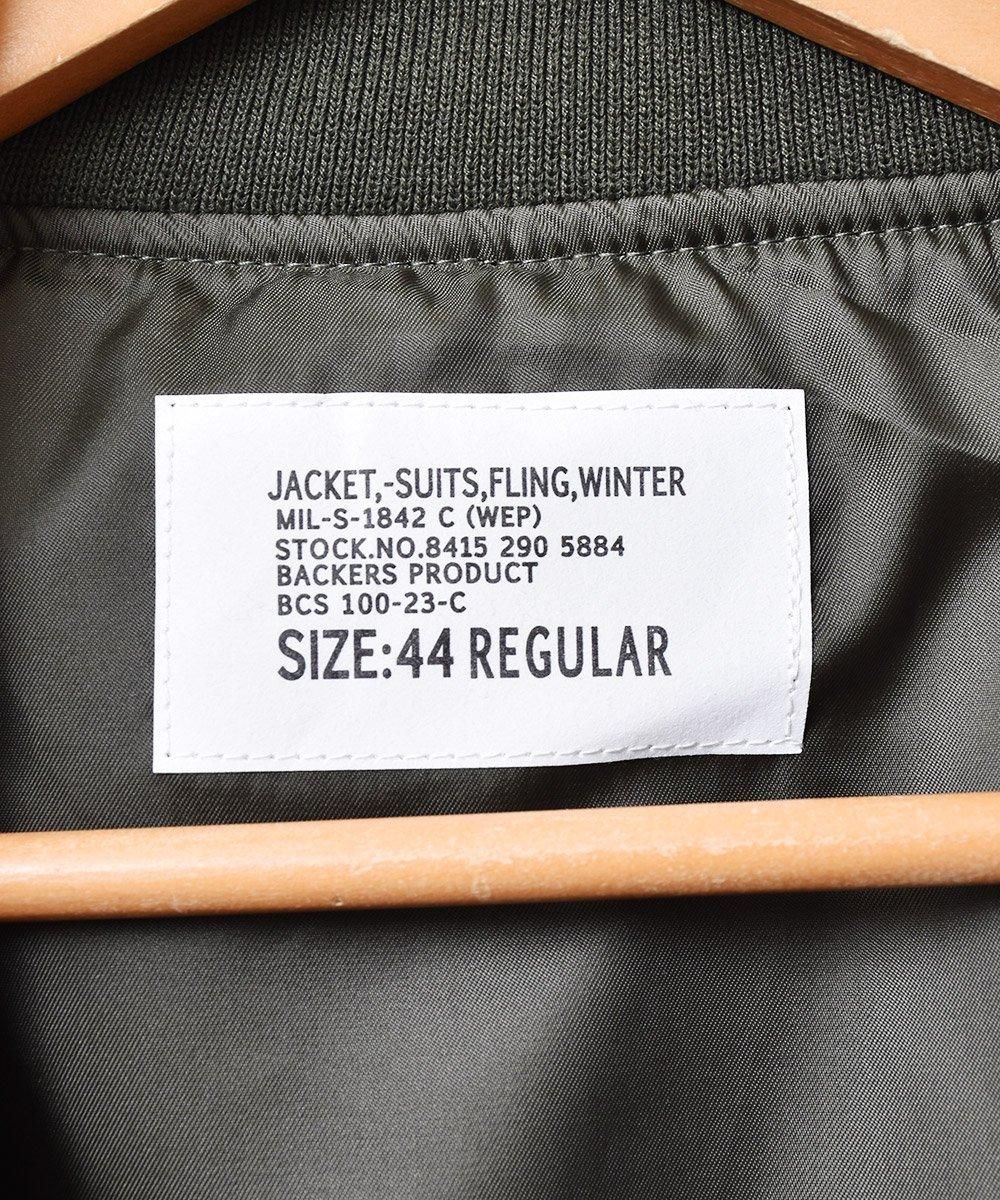 JACKET,-SUITS,FLING,WINTER
MIL-S-1842 C (WEP)
STOCK.NO.8415 290 5884
BACKERS PRODUCT
BCS 100-23-C
SIZE:44 REGULAR